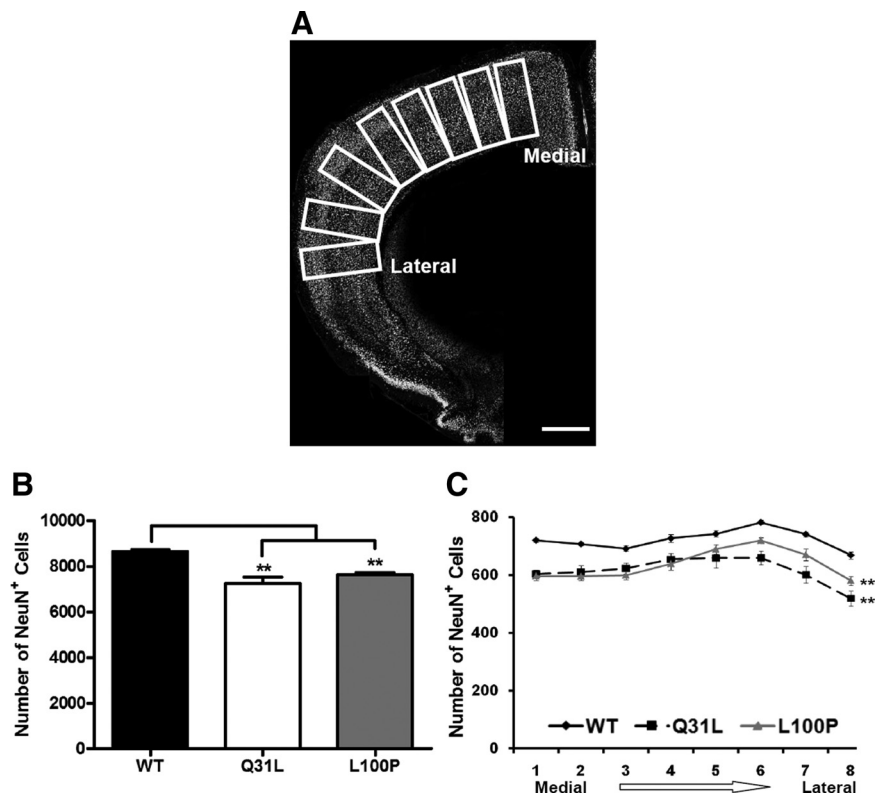 A
Medial
Lateral
B
Number of NeuN+ Cells
10000
8000
6000
4000
2000
0
**
**
WT
Q31L
L100P
C
Number of NeuN+ Cells
800
600
400
200
0
**
**
WT
Q31L
L100P
1 2 3 4 5 6 7 8
Medial Lateral